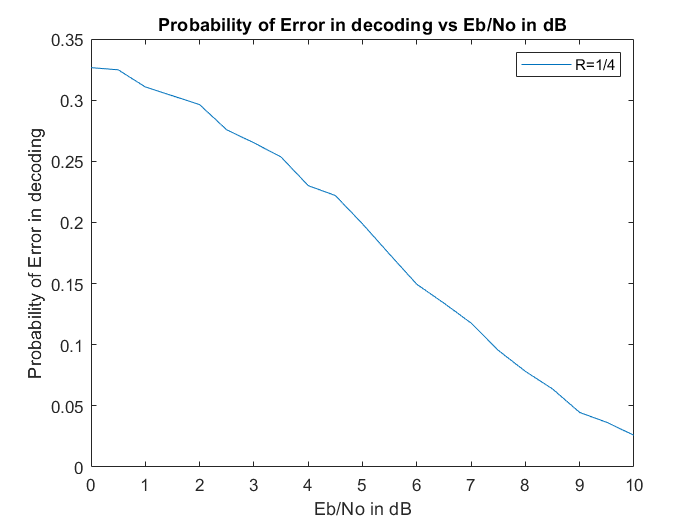 Probability of Error in decoding vs Eb/No in dB
R=1/4
Probability of Error in decoding
0.35
0.3
0.25
0.2
0.15
0.1
0.05
0
0 1 2 3 4 5 6 7 8 9 10
Eb/No in dB